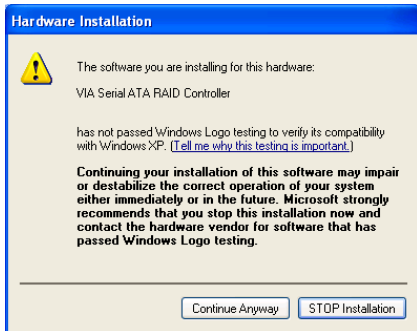 Hardware Installation
The software you are installing for this hardware:
VIA Serial ATA RAID Controller
has not passed Windows Logo testing to verify its compatibility
with Windows XP. (Tell me why this testing is important.)
Continuing your installation of this software may impair
or destabilize the correct operation of your system
either immediately or in the future. Microsoft strongly
recommends that you stop this installation now and
contact the hardware vendor for software that has
passed Windows Logo testing.
Continue Anyway
STOP Installation